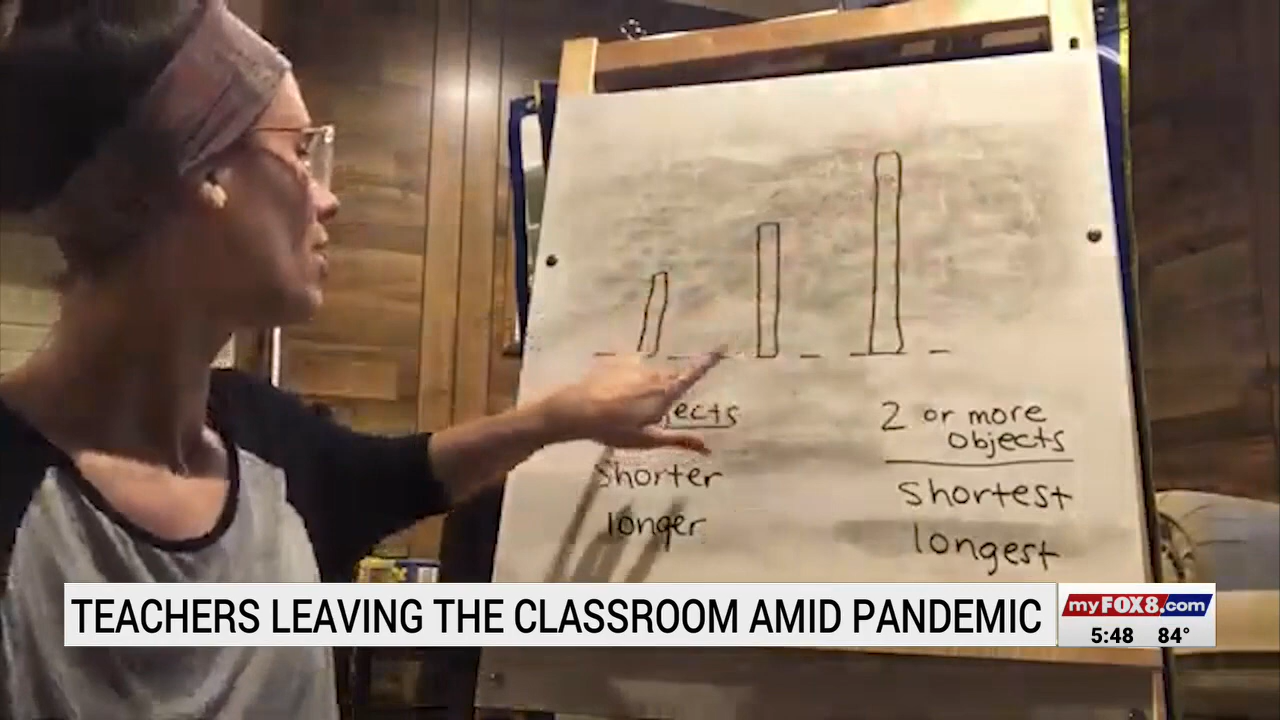 jects
Shorter
longer
2 or more
objects
Shortest
longest
TEACHERS LEAVING THE CLASSROOM AMID PANDEMIC
myFOX8.com
5:48 84°